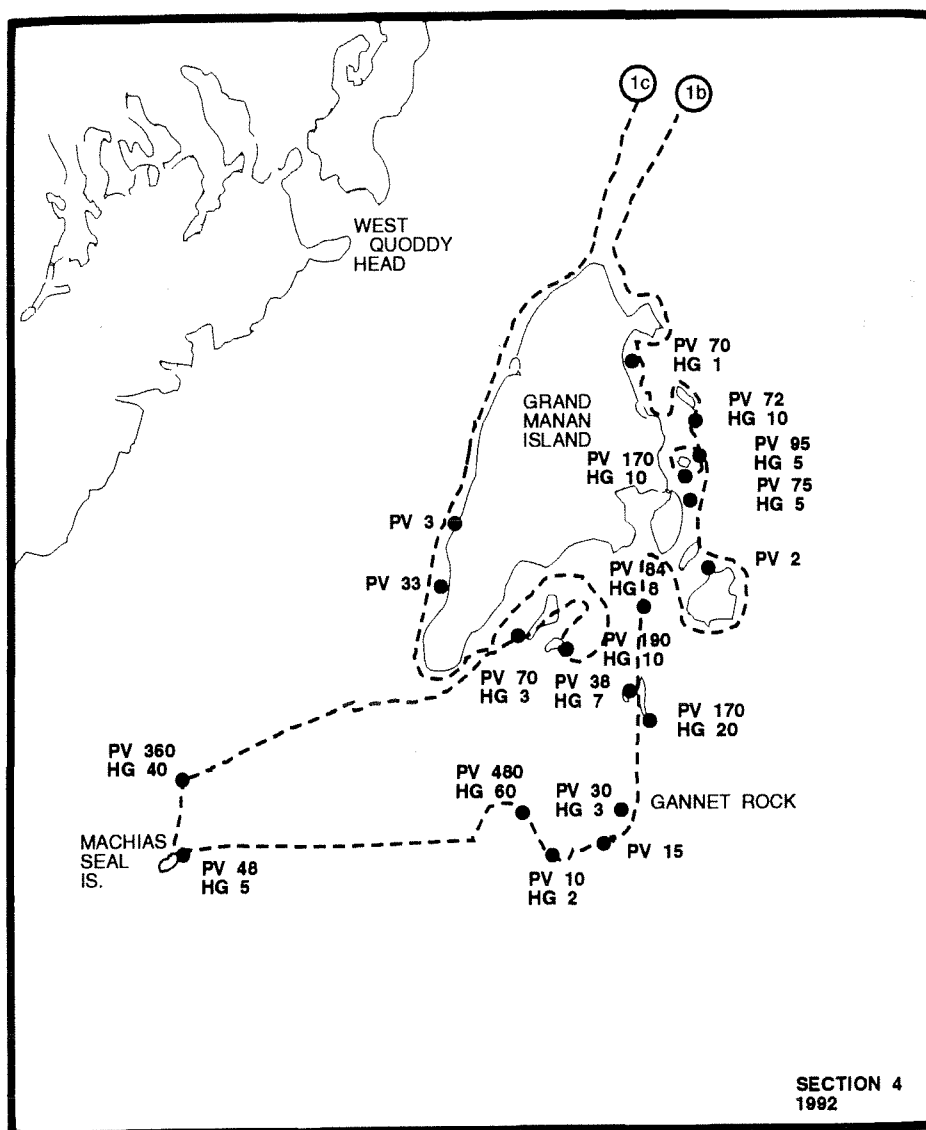 1c
1b
WEST
QUODDY
HEAD
PV 70
HG 1
GRAND
MANAN
ISLAND
PV 72
HG 10
PV 95
HG 5
PV 170
HG 10
PV 75
HG 5
PV 3
PV 33
PV 2
PV 84
HG 8
PV 190
HG 10
PV 70
HG 3
PV 38
HG 7
PV 170
HG 20
PV 360
HG 40
PV 480
HG 60
PV 30
HG 3
GANNET ROCK
MACHIAS
SEAL
IS.
PV 48
HG 5
PV 15
PV 10
HG 2
SECTION 4
1992